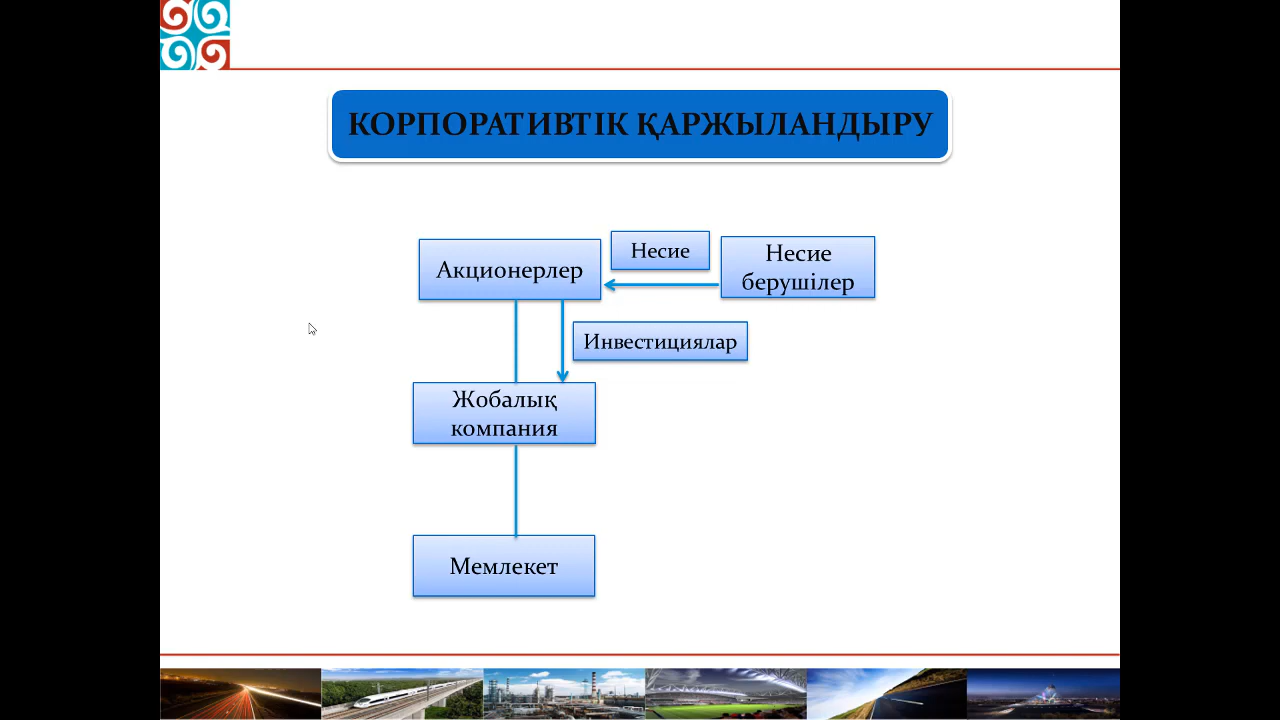 КОРПОРАТИВТІК ҚАРЖЫЛАНДЫРУ
Акционерлер
Несие
Несие
берушілер
Инвестициялар
Жобалық
компания
Мемлекет